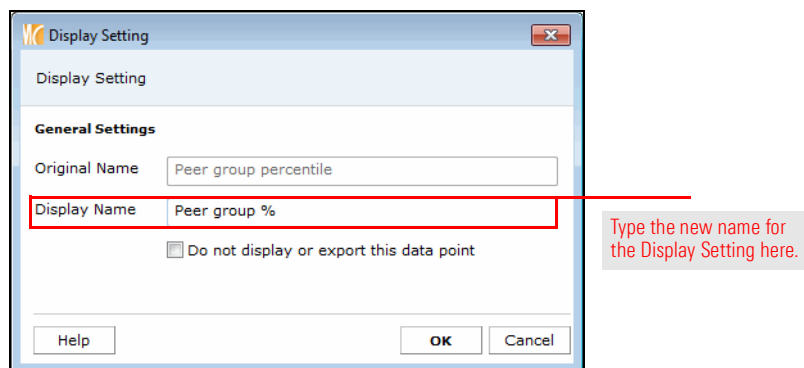 Display Setting
Display Setting
General Settings
Original Name Peer group percentile
Display Name Peer group %
Do not display or export this data point
Type the new name for
the Display Setting here.
Help OK Cancel